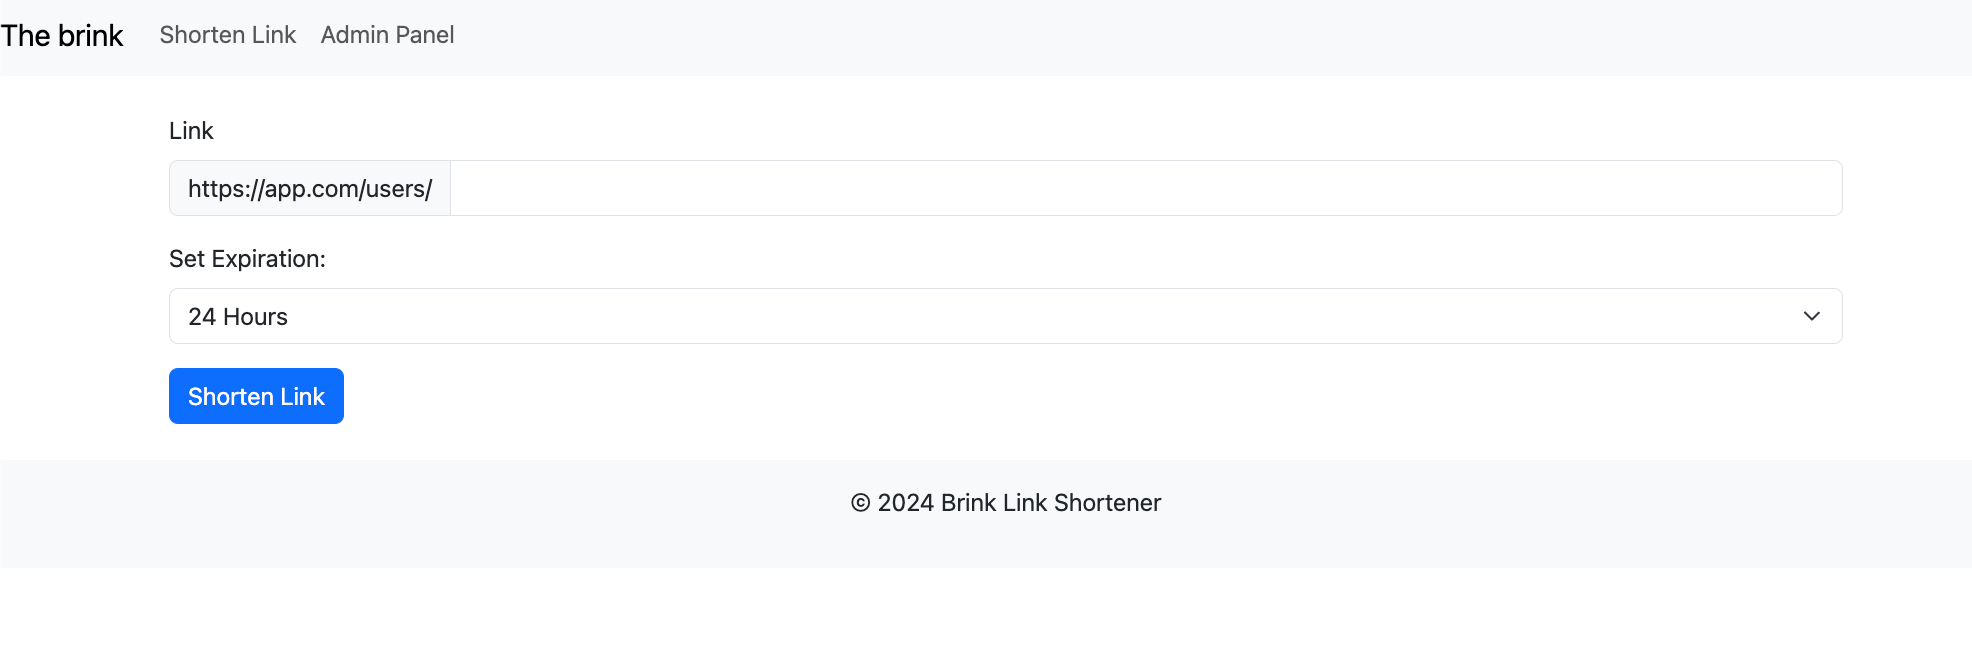 The brink Shorten Link Admin Panel
Link
https://app.com/users/
Set Expiration:
24 Hours
Shorten Link
© 2024 Brink Link Shortener